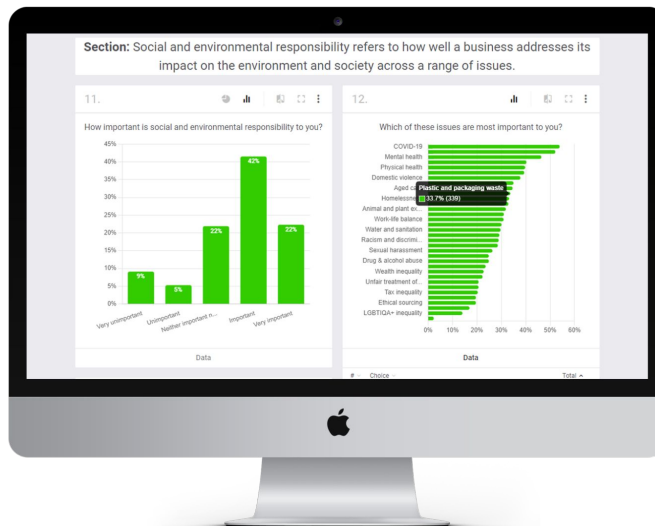 Section: Social and environmental responsibility refers to how well a business addresses its
impact on the environment and society across a range of issues.
11.
How important is social and environmental responsibility to you?
45%
40%
35%
30%
25%
20%
15%
10%
5%
0%
9%
5%
22%
42%
22%
Very unimportant
Unimportant
Neither important n...
Important
Very important
Data
12.
Which of these issues are most important to you?
COVID-19
Mental health
Physical health
Domestic violence
Aged ca
Homelessnes
Animal and plant ex...
Work-life balance
Water and sanitation
Racism and discrimi...
Sexual harassment
Drug & alcohol abuse
Wealth inequality
Unfair treatment of...
Tax inequality
Ethical sourcing
LGBTIQA+ inequality
Plastic and packaging waste
33.7% (339)
0% 10% 20% 30% 40% 50% 60%
Data
# Choice Total